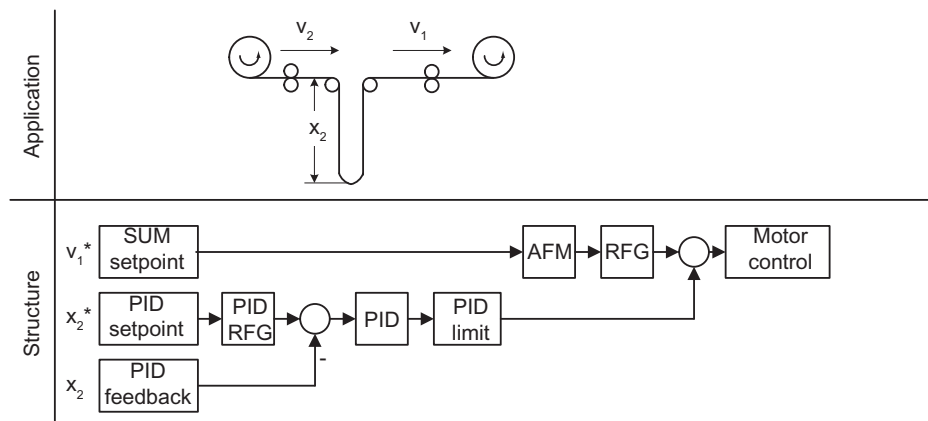 Application
v2
v1
x2
Structure
v1*
SUM
setpoint
AFM
RFG
Motor
control
x2*
PID
setpoint
PID
RFG
PID
PID
limit
-
x2
PID
feedback